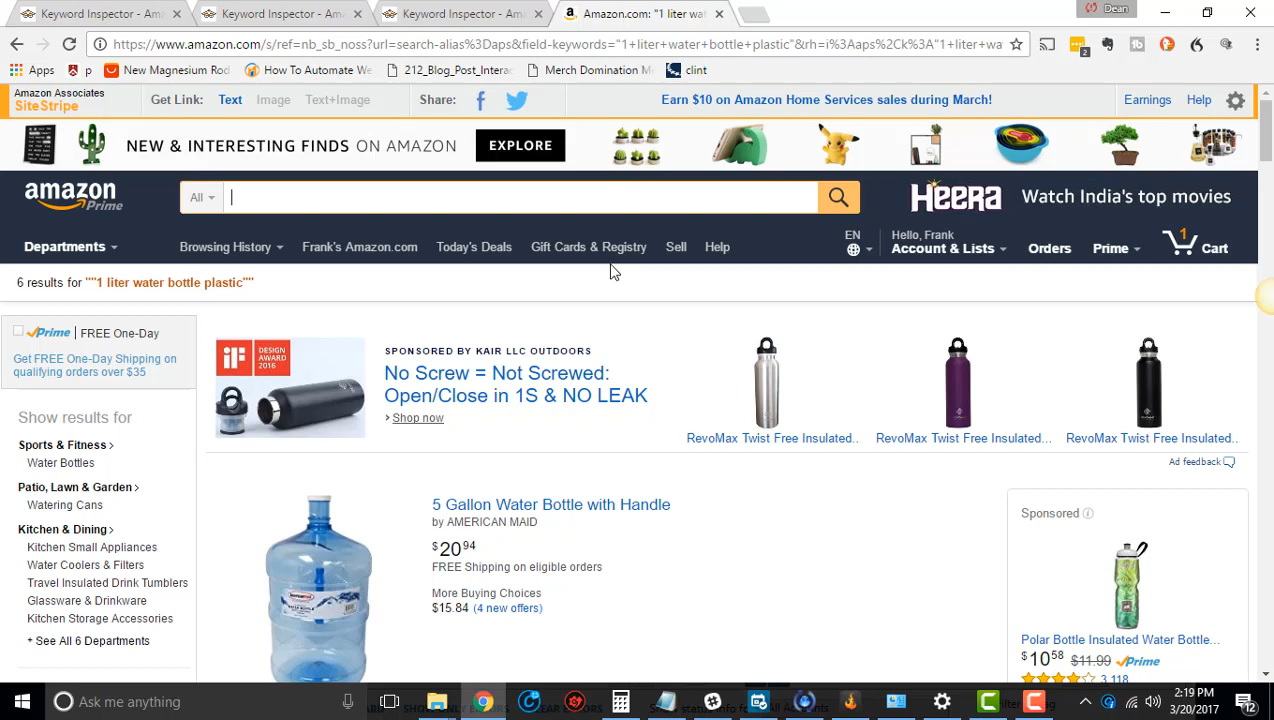 Keyword Inspector - Ama
Keyword Inspector - Ama
Keyword Inspector - Ama
Amazon.com: "1 liter wat
Dean
https://www.amazon.com/s/ref=nb_sb_noss?url=search-alias%3Daps&field-keywords="1+liter+water+bottle+plastic"&rh=i%3Aaps%2Ck%3A"1+liter+wa
Apps
p
New Magnesium Rod
How To Automate We
212_Blog_Post_Interac
Merch Domination M
clint
Amazon Associates
SiteStripe
Get Link: Text Image Text+Image
Share:
Earn $10 on Amazon Home Services sales during March!
Earnings
Help
NEW & INTERESTING FINDS ON AMAZON
EXPLORE
amazon
Prime
All
HEERA
Watch India's top movies
Departments
Browsing History
Frank's Amazon.com
Today's Deals
Gift Cards & Registry
Sell
Help
EN
Hello, Frank
Account & Lists
Orders
Prime
1
Cart
6 results for ""1 liter water bottle plastic""
Prime | FREE One-Day
Get FREE One-Day Shipping on
qualifying orders over $35
Show results for
Sports & Fitness
Water Bottles
Patio, Lawn & Garden
Watering Cans
Kitchen & Dining
Kitchen Small Appliances
Water Coolers & Filters
Travel Insulated Drink Tumblers
Glassware & Drinkware
Kitchen Storage Accessories
+ See All 6 Departments
iF
DESIGN
AWARD
2016
SPONSORED BY KAIR LLC OUTDOORS
No Screw = Not Screwed:
Open/Close in 1S & NO LEAK
Shop now
RevoMax Twist Free Insulated..
RevoMax Twist Free Insulated...
RevoMax Twist Free Insulated..
Ad feedback
5 Gallon Water Bottle with Handle
by AMERICAN MAID
$20 94
FREE Shipping on eligible orders
More Buying Choices
$15.84 (4 new offers)
Sponsored
Polar Bottle Insulated Water Bottle...
$10 58 $11.99 Prime
3,118
Ask me anything
2:19 PM
3/20/2017
12